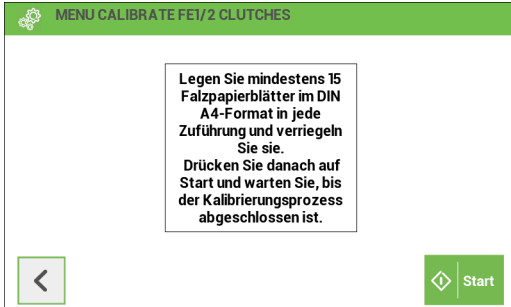 MENU CALIBRATE FE1/2 CLUTCHES
Legen Sie mindestens 15
Falzpapierblätter im DIN
A4-Format in jede
Zuführung und verriegeln
Sie sie.
Drücken Sie danach auf
Start und warten Sie, bis
der Kalibrierungsprozess
abgeschlossen ist.
Start